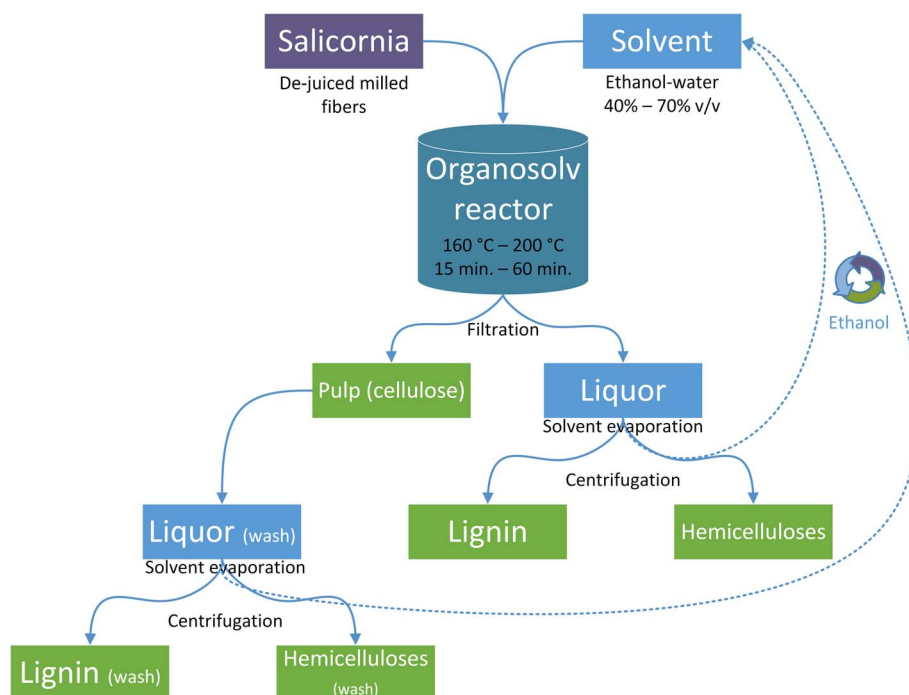 Salicornia
De-juiced milled
fibers
Solvent
Ethanol-water
40% – 70% v/v
Organosolv
reactor
160 °C – 200 °C
15 min. – 60 min.
Ethanol
Filtration
Pulp (cellulose)
Liquor
Solvent evaporation
Centrifugation
Lignin
Hemicelluloses
Liquor (wash)
Solvent evaporation
Centrifugation
Lignin (wash)
Hemicelluloses
(wash)